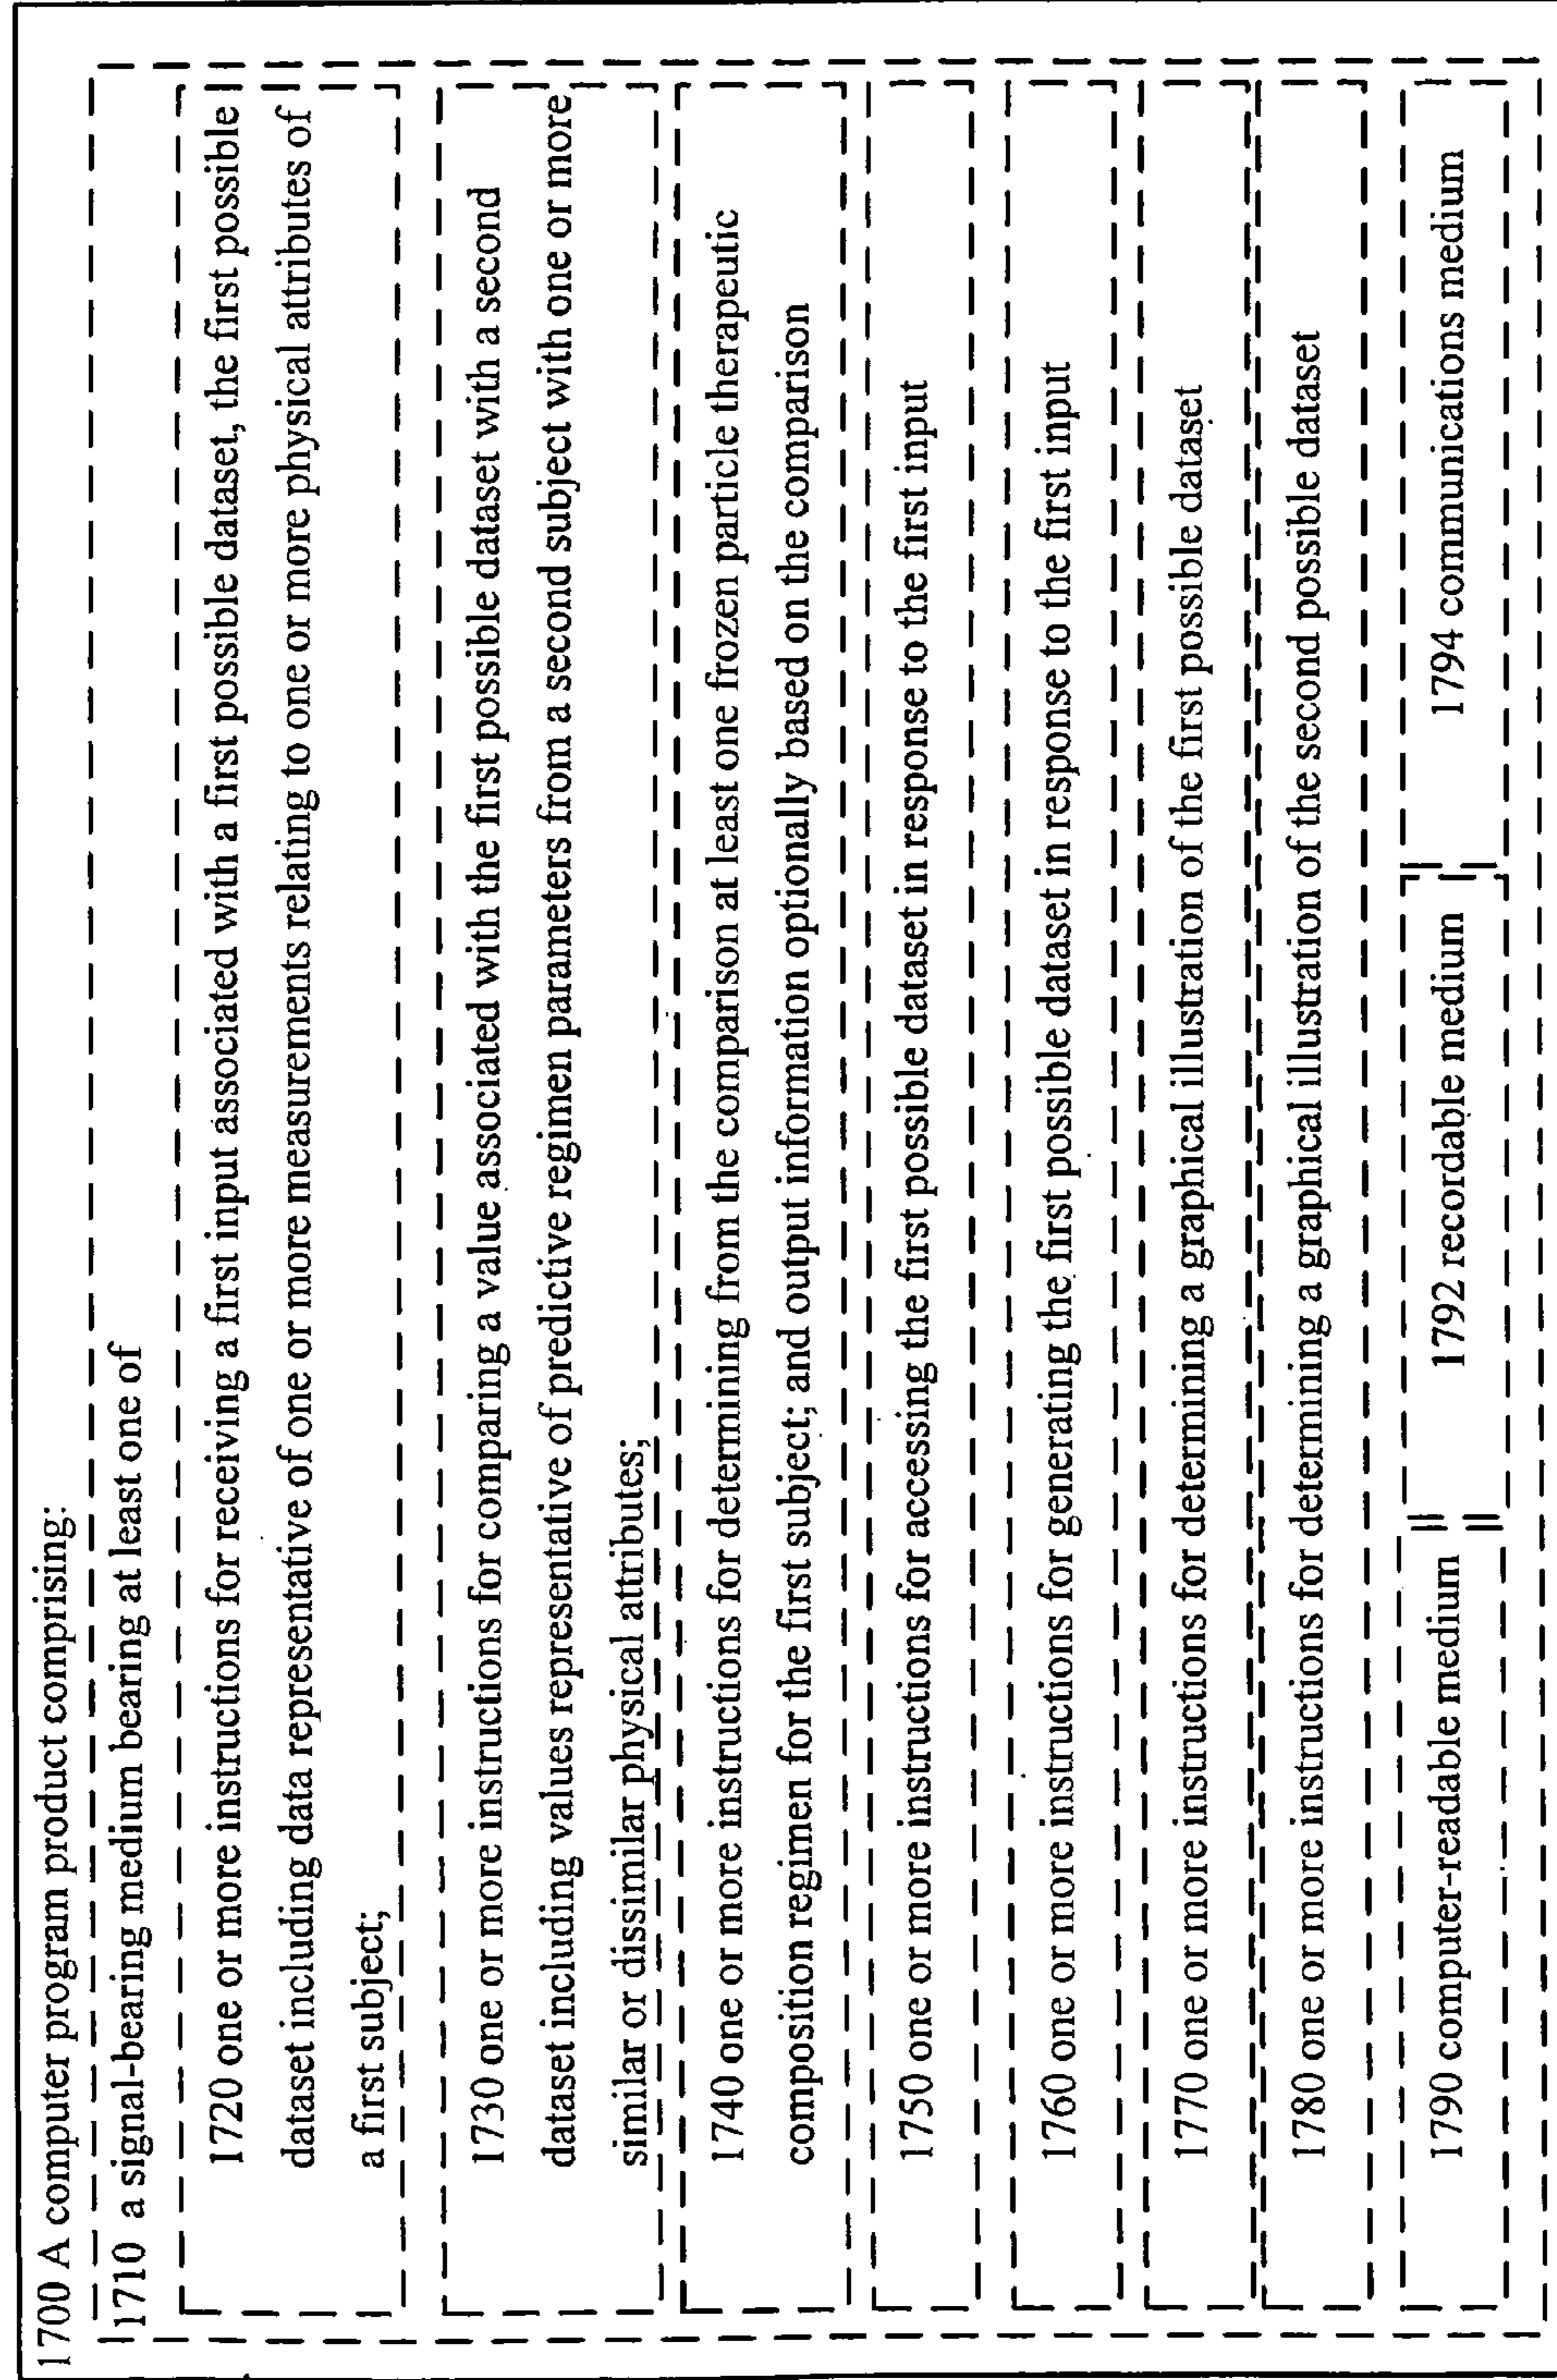 1700 A computer program product comprising:
1710 a signal-bearing medium bearing at least one of
1720 one or more instructions for receiving a first input associated with a first possible dataset, the first possible
dataset including data representative of one or more measurements relating to one or more physical attributes of
a first subject;
1730 one or more instructions for comparing a value associated with the first possible dataset with a second
dataset including values representative of predictive regimen parameters from a second subject with one or more
similar or dissimilar physical attributes;
1740 one or more instructions for determining from the comparison at least one frozen particle therapeutic
composition regimen for the first subject; and output information optionally based on the comparison
1750 one or more instructions for accessing the first possible dataset in response to the first input
1760 one or more instructions for generating the first possible dataset in response to the first input
1770 one or more instructions for determining a graphical illustration of the first possible dataset
1780 one or more instructions for determining a graphical illustration of the second possible dataset
1790 computer-readable medium
1792 recordable medium
1794 communications medium